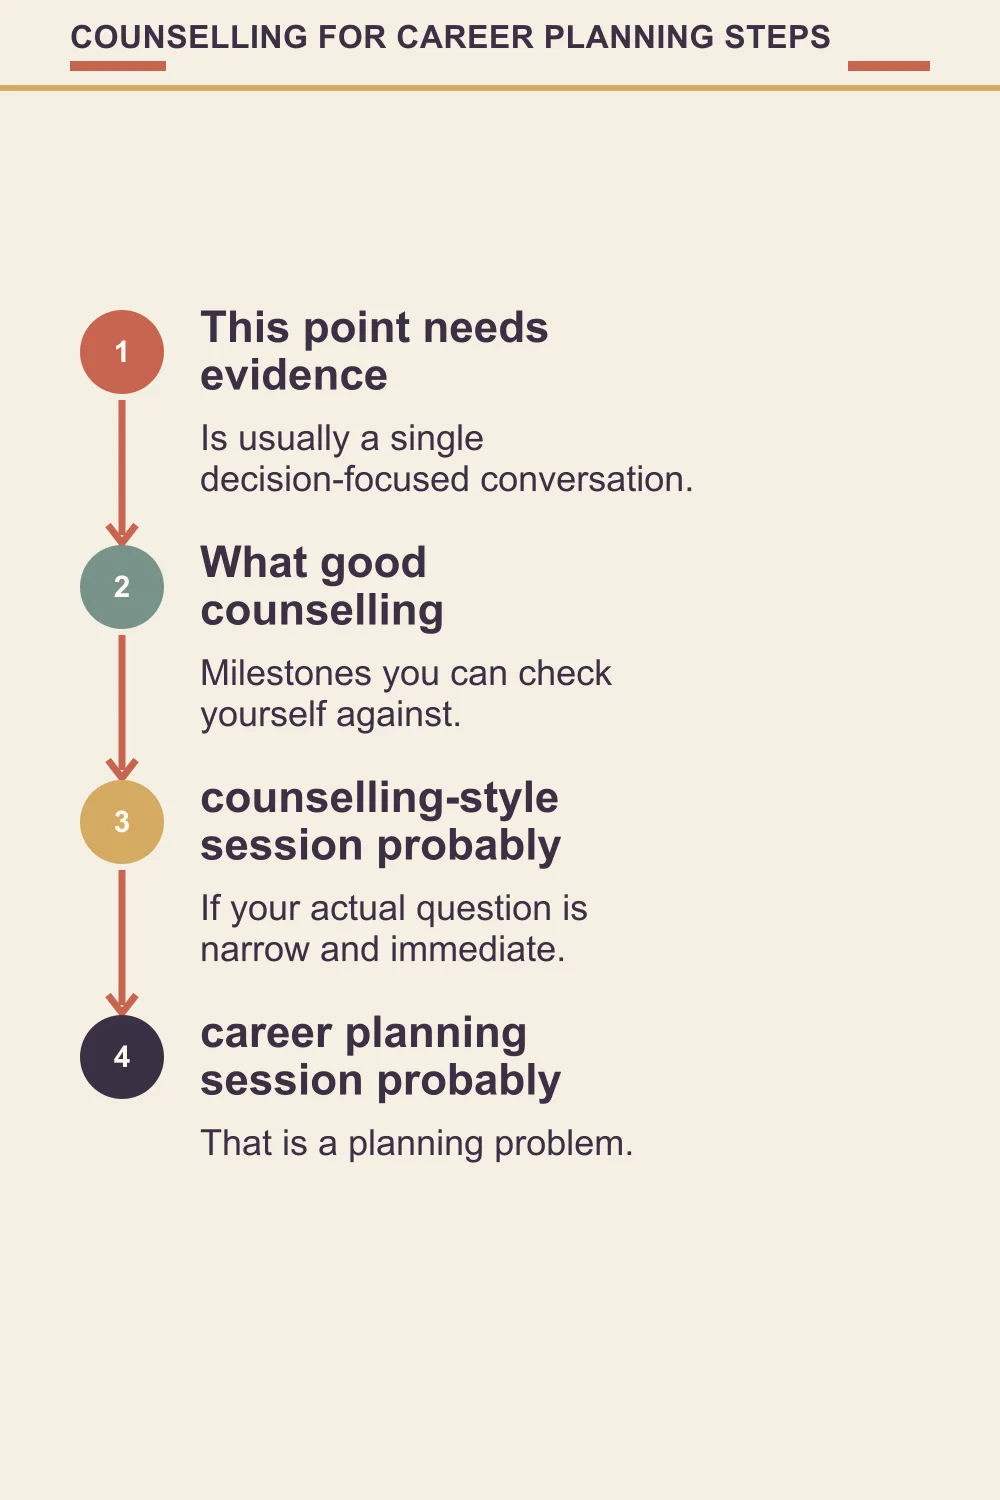 COUNSELLING FOR CAREER PLANNING STEPS
1
This point needs
evidence
Is usually a single
decision-focused conversation.
2
What good
counselling
Milestones you can check
yourself against.
3
counselling-style
session probably
If your actual question is
narrow and immediate.
4
career planning
session probably
That is a planning problem.